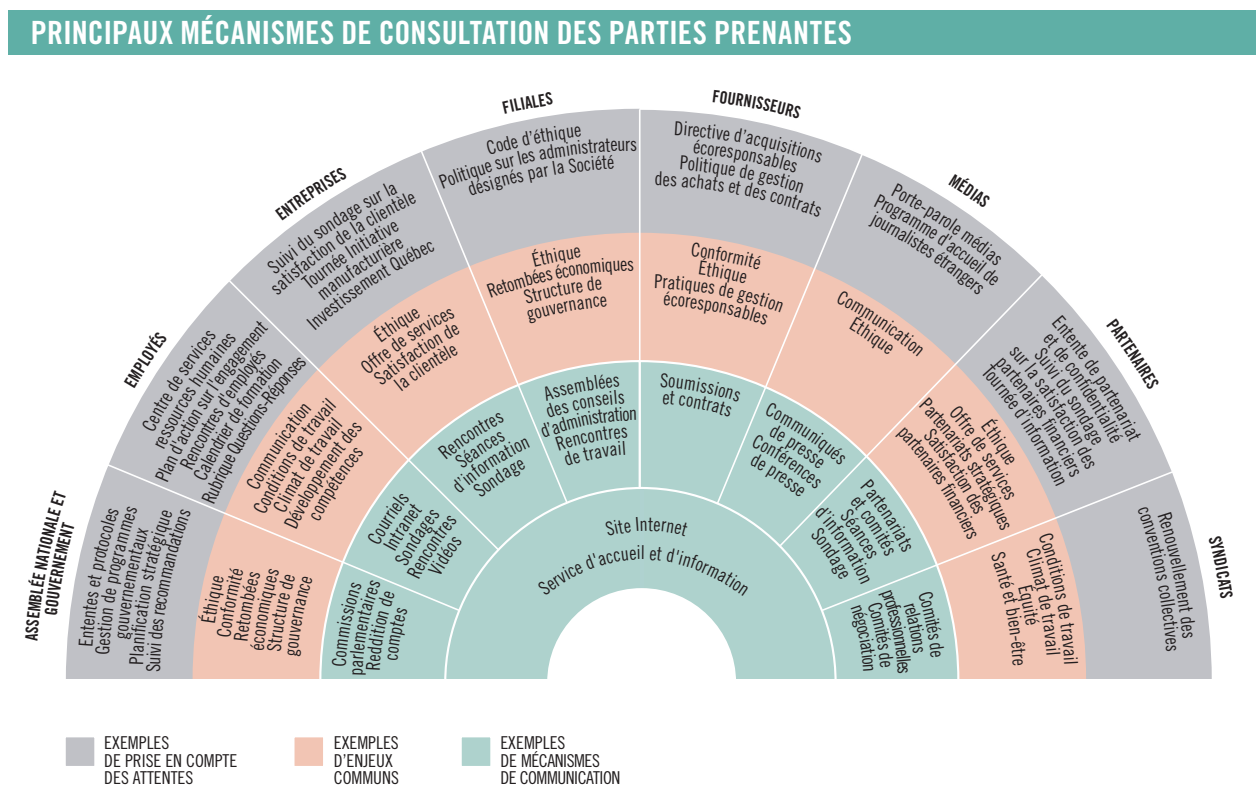 PRINCIPAUX MÉCANISMES DE CONSULTATION DES PARTIES PRENANTES
ASSEMBLÉE NATIONALE ET
GOUVERNEMENT
Ententes et protocoles
Gestion de programmes
gouvernementaux
Planification stratégique
Suivi des recommandations
Éthique
Conformité
Retombées
économiques
Structure de
gouvernance
Commissions
parlementaires
Reddition de
comptes
EMPLOYÉS
Centre de services
ressources humaines
Plan d'action sur l'engagement
Rencontres d'employés
Calendrier de formation
Rubrique Questions-Réponses
Communication
Conditions de travail
Climat de travail
Développement des
compétences
Courriels
Intranet
Sondages
Rencontres
Vidéos
ENTREPRISES
Suivi du sondage sur la
satisfaction de la clientèle
Tournée Initiative
manufacturière
Investissement Québec
Éthique
Offre de services
Satisfaction de
la clientèle
Rencontres
Séances
d'information
Sondage
FILIALES
Code d'éthique
Politique sur les administrateurs
désignés par la Société
Éthique
Retombées économiques
Structure de
gouvernance
Assemblées
des conseils
d'administration
Rencontres
de travail
FOURNISSEURS
Directive d'acquisitions
écoresponsables
Politique de gestion
des achats et des contrats
Conformité
Éthique
Pratiques de gestion
écoresponsables
Soumissions
et contrats
MÉDIAS
Porte-parole médias
Programme d'accueil de
journalistes étrangers
Communication
Éthique
Communiqués
de presse
Conférences
de presse
PARTENAIRES
Entente de partenariat
et de confidentialité
Suivi du sondage
sur la satisfaction des
partenaires financiers
Tournée d'information
Éthique
Offre de services
Partenariats stratégiques
Satisfaction des
partenaires financiers
Partenariats
et comités
Séances
d'information
Sondage
SYNDICATS
Renouvellement des
conventions collectives
Conditions de travail
Climat de travail
Équité
Santé et bien-être
Comités de
relations
professionnelles
Comités de
négociation
Site Internet
Service d'accueil et d'information
EXEMPLES
DE PRISE EN COMPTE
DES ATTENTES
EXEMPLES
D'ENJEUX
COMMUNS
EXEMPLES
DE MÉCANISMES
DE COMMUNICATION